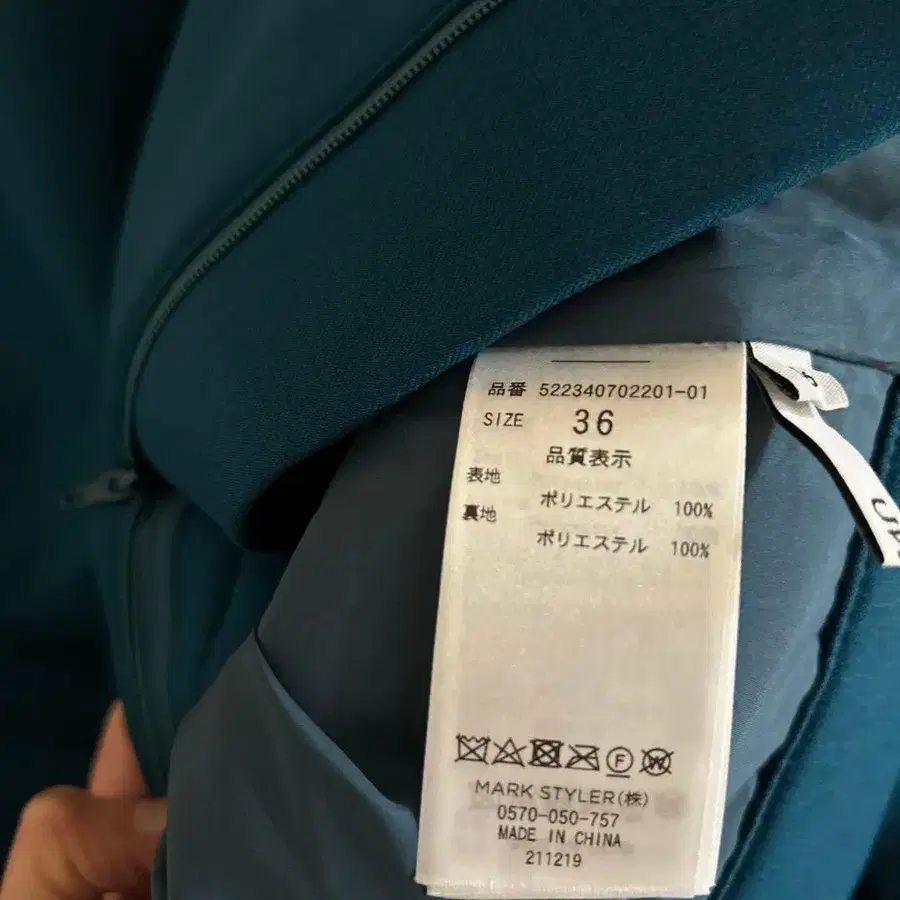 品番 522340702201-01
SIZE 36
品質表示
表地 ポリエステル 100%
裏地 ポリエステル 100%
MARK STYLER(株)
0570-050-757
MADE IN CHINA
211219